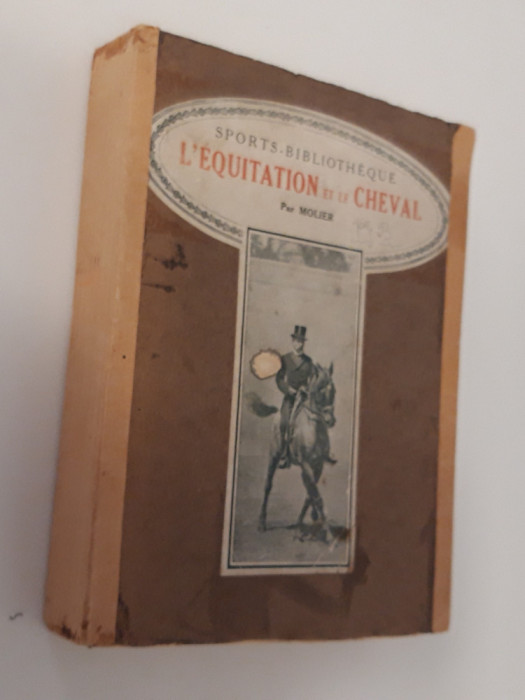 SPORTS-BIBLIOTHÈQUE
L'ÉQUITATION ET LE CHEVAL
Par MOLIER